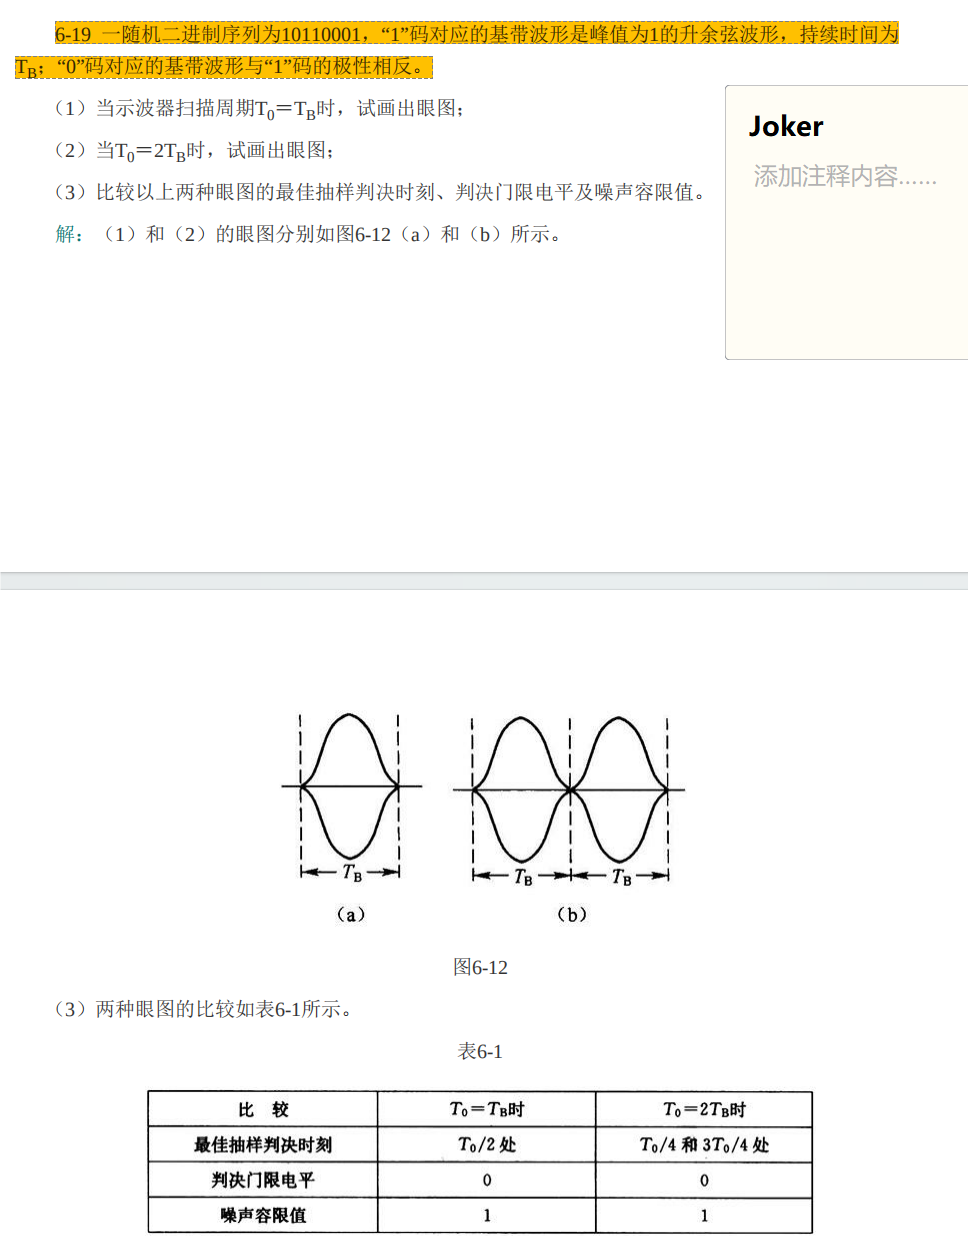 6-19 一随机二进制序列为10110001，“1”码对应的基带波形是峰值为1的升余弦波形，持续时间为
TB；“0”码对应的基带波形与“1”码的极性相反。
（1）当示波器扫描周期T0＝TB时，试画出眼图；
（2）当T0＝2TB时，试画出眼图；
（3）比较以上两种眼图的最佳抽样判决时刻、判决门限电平及噪声容限值。
解：（1）和（2）的眼图分别如图6-12（a）和（b）所示。
Joker
添加注释内容......
TB
TB TB
（a） （b）
图6-12
（3）两种眼图的比较如表6-1所示。
表6-1
比 较 T0＝TB时 T0＝2TB时
最佳抽样判决时刻 T0/2 处 T0/4 和 3T0/4 处
判决门限电平 0 0
噪声容限值 1 1